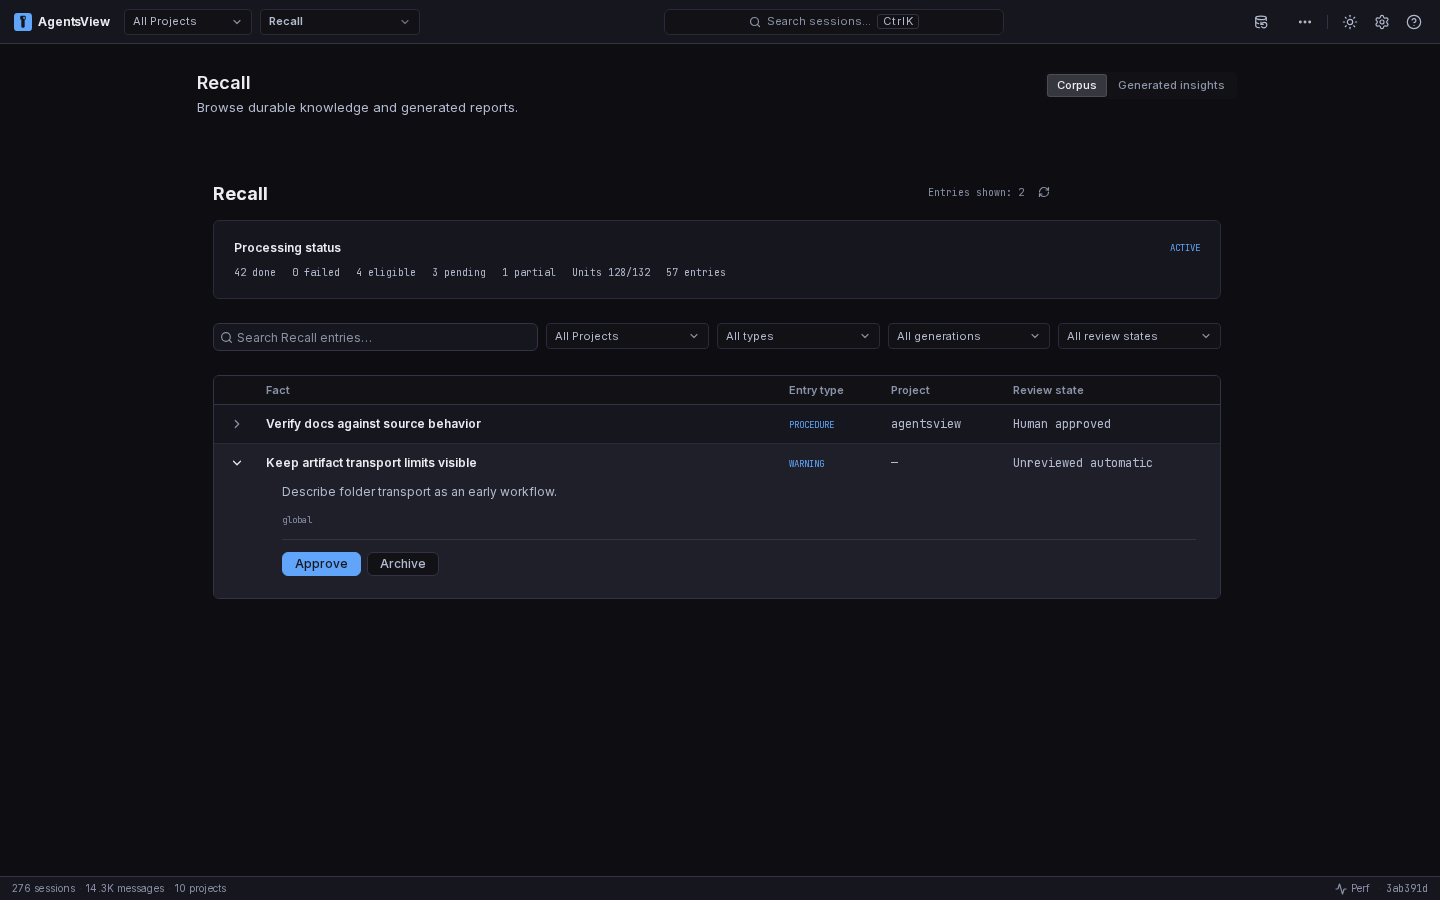 AgentsView All Projects Recall Search sessions... CtrlK
Recall
Corpus Generated insights
Browse durable knowledge and generated reports.
Recall Entries shown: 2
Processing status ACTIVE
42 done 0 failed 4 eligible 3 pending 1 partial Units 128/132 57 entries
Search Recall entries… All Projects All types All generations All review states
Fact Entry type Project Review state
Verify docs against source behavior PROCEDURE agentsview Human approved
Keep artifact transport limits visible WARNING — Unreviewed automatic
Describe folder transport as an early workflow.
global
Approve Archive
276 sessions 14.3K messages 10 projects Perf 3ab391d